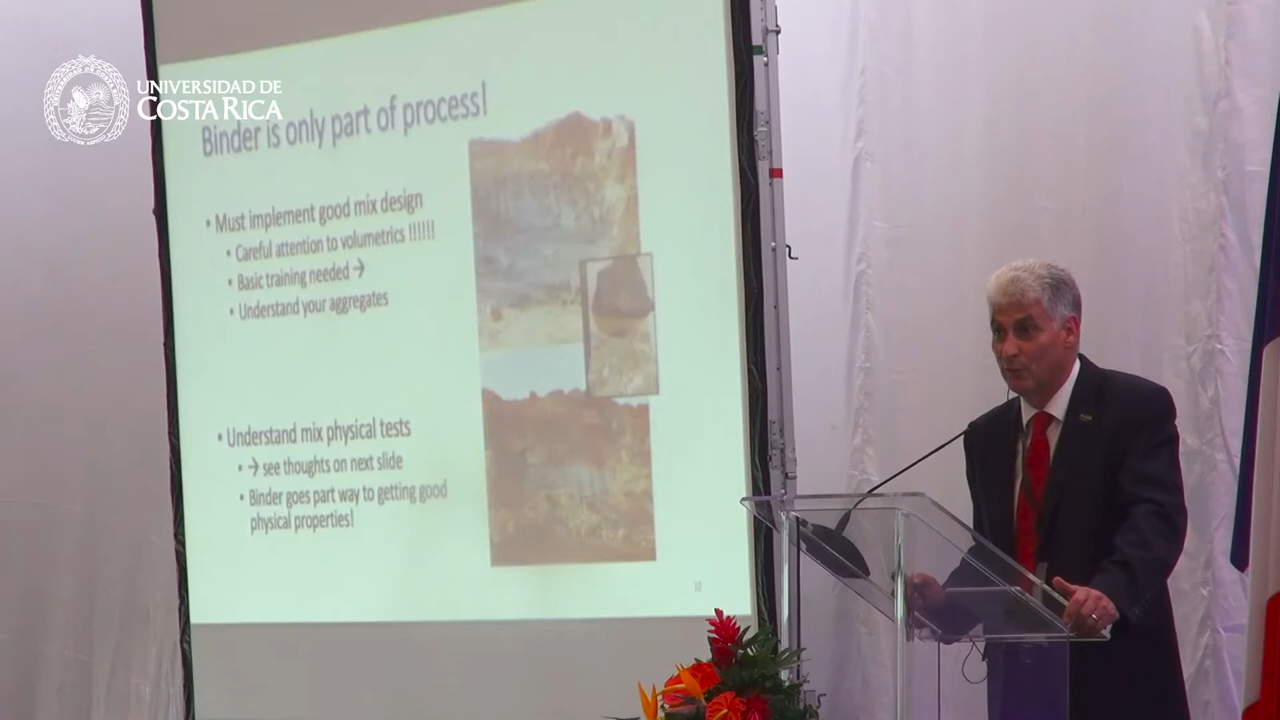 UNIVERSIDAD DE
COSTA RICA
Binder is only part of process!
• Must implement good mix design
• Careful attention to volumetrics !!!!!!
• Basic training needed →
• Understand your aggregates
• Understand mix physical tests
• → see thoughts on next slide
• Binder goes part way to getting good
physical properties!